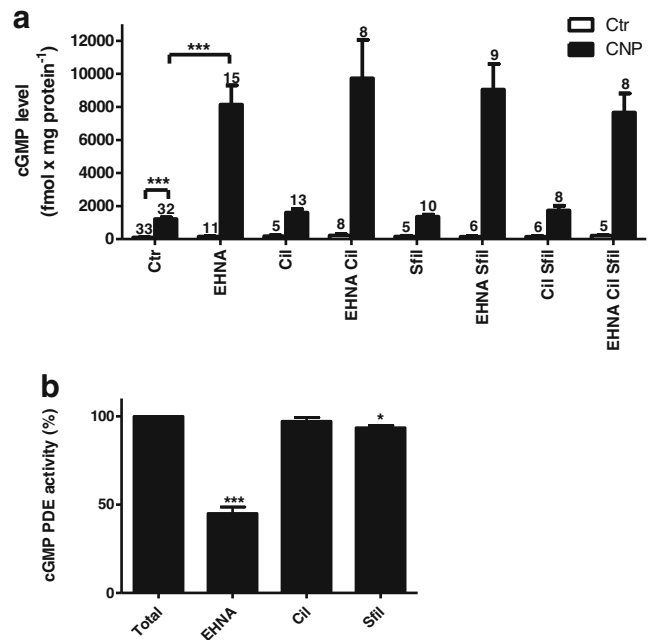 a
Ctr
CNP
cGMP level
(fmol x mg protein-1)
12000
10000
8000
6000
4000
2000
0
***
***
33
32
11
15
5
13
8
8
5
10
6
9
6
8
5
8
Ctr
EHNA
Cil
EHNA Cil
Sfil
EHNA Sfil
Cil Sfil
EHNA Cil Sfil
b
cGMP PDE activity (%)
100
50
0
***
*
Total
EHNA
Cil
Sfil